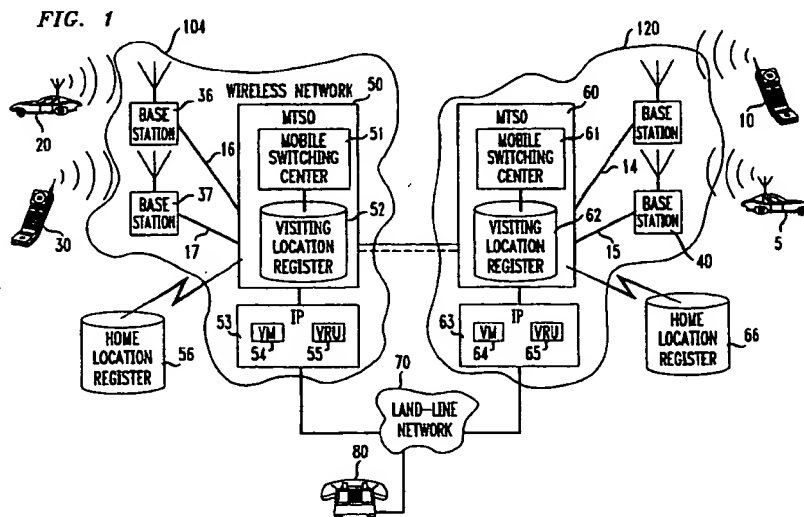 FIG. 1
104
120
20
36
BASE
STATION
WIRELESS NETWORK
50
MTSO
51
MOBILE
SWITCHING
CENTER
16
37
BASE
STATION
17
30
52
VISITING
LOCATION
REGISTER
53
IP
VM
54
VRU
55
HOME
LOCATION
REGISTER
56
60
MTSO
61
MOBILE
SWITCHING
CENTER
62
VISITING
LOCATION
REGISTER
BASE
STATION
14
10
BASE
STATION
15
40
5
63
IP
VM
64
VRU
65
HOME
LOCATION
REGISTER
66
70
LAND-LINE
NETWORK
80